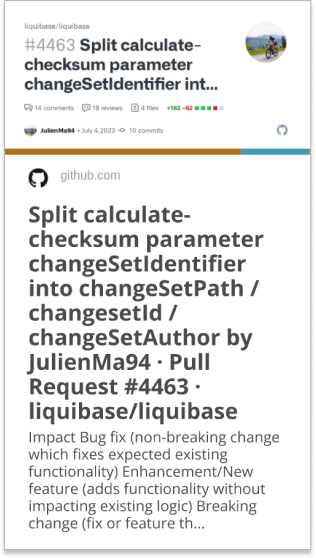 liquibase/liquibase
#4463 Split calculate-
checksum parameter
changeSetIdentifier int...
14 comments 18 reviews 4 files +182 -62
JulienMa94 • July 4, 2023 10 commits
github.com
Split calculate-
checksum parameter
changeSetIdentifier
into changeSetPath /
changesetId /
changeSetAuthor by
JulienMa94 · Pull
Request #4463 ·
liquibase/liquibase
Impact Bug fix (non-breaking change
which fixes expected existing
functionality) Enhancement/New
feature (adds functionality without
impacting existing logic) Breaking
change (fix or feature th...